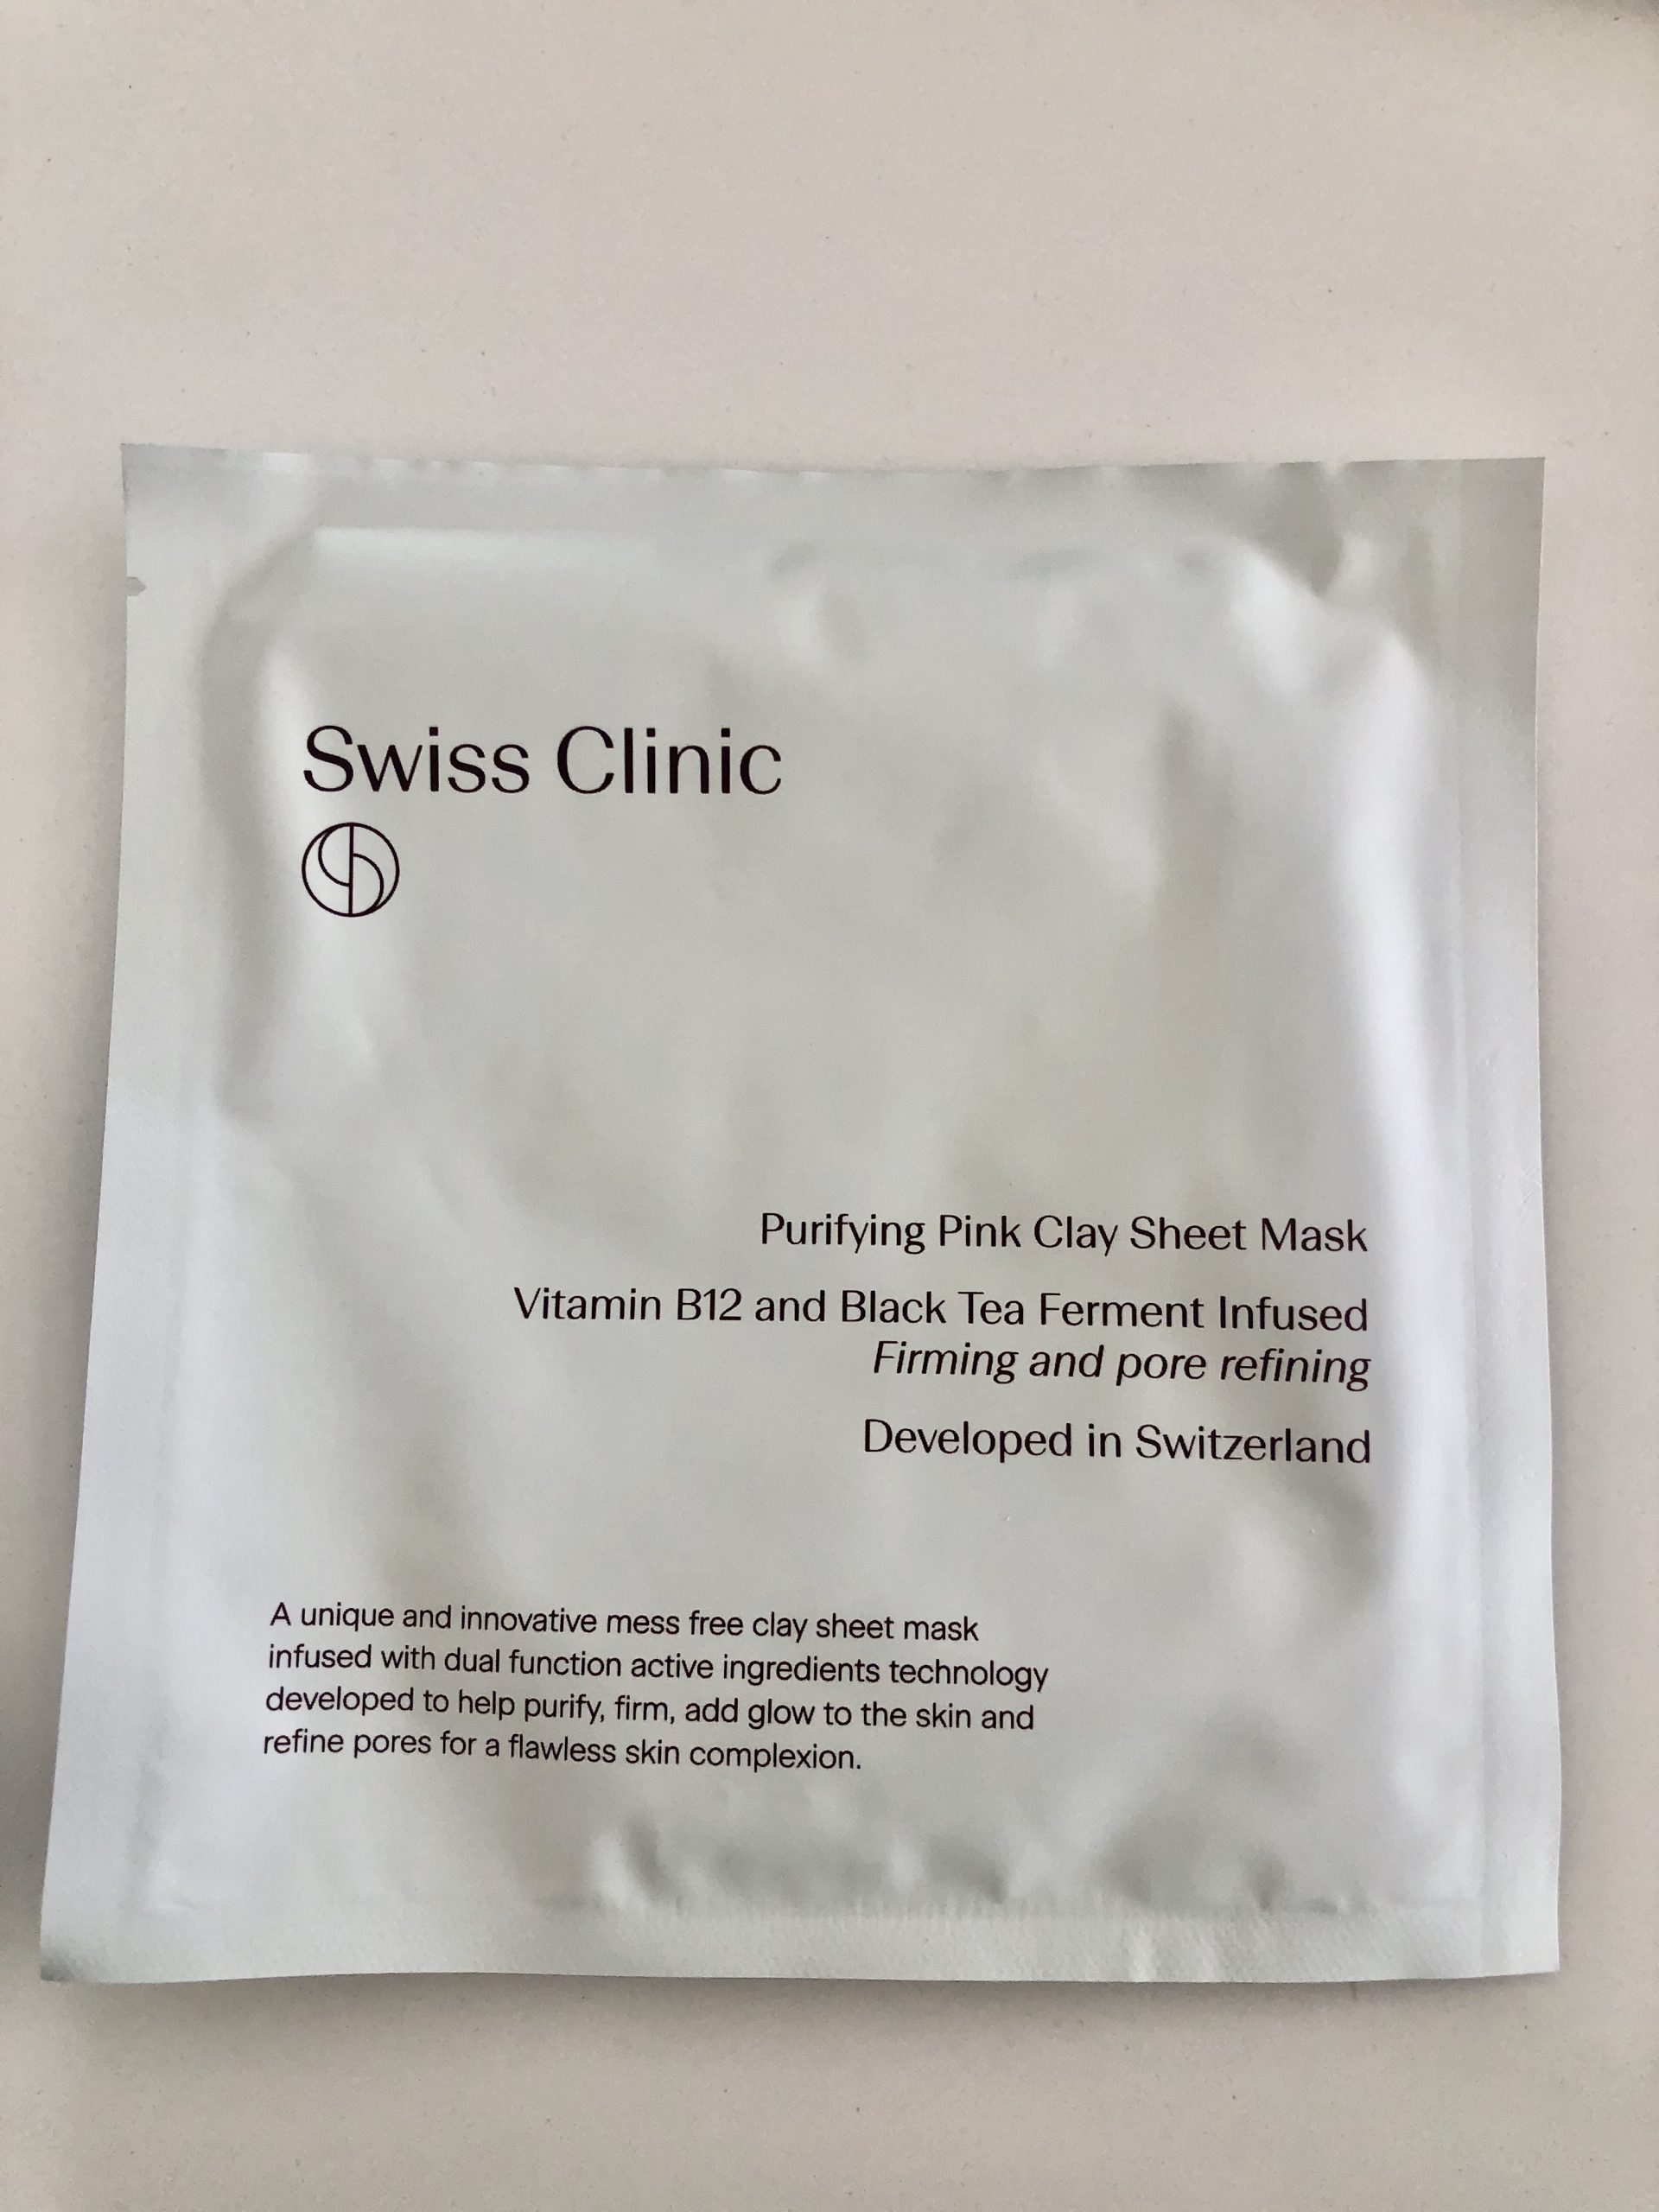 Swiss Clinic
Purifying Pink Clay Sheet Mask
Vitamin B12 and Black Tea Ferment Infused
Firming and pore refining
Developed in Switzerland
A unique and innovative mess free clay sheet mask
infused with dual function active ingredients technology
developed to help purify, firm, add glow to the skin and
refine pores for a flawless skin complexion.